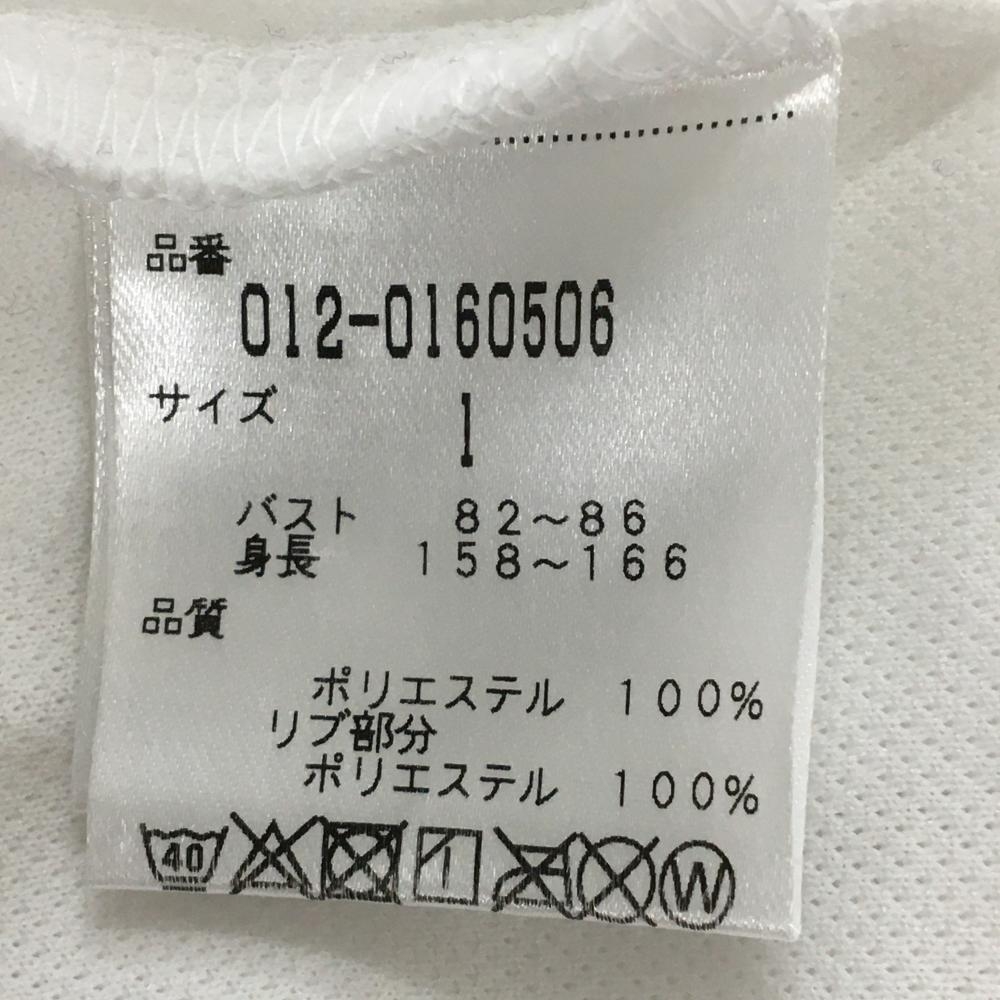 品番
012-0160506
サイズ 1
バスト 82～86
身長 158～166
品質
ポリエステル 100%
リブ部分
ポリエステル 100%
40 W